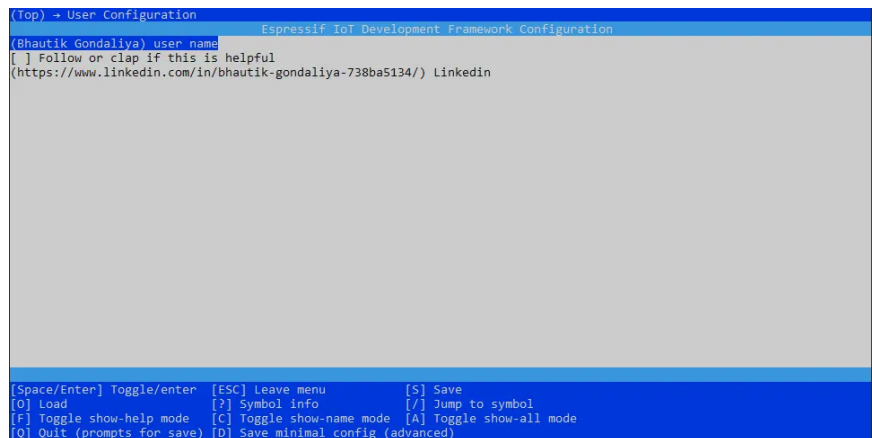 (Top) → User Configuration
Espressif IoT Development Framework Configuration
(Bhautik Gondaliya) user name
[ ] Follow or clap if this is helpful
(https://www.linkedin.com/in/bhautik-gondaliya-738ba5134/) Linkedin
[Space/Enter] Toggle/enter [ESC] Leave menu [S] Save
[O] Load [?] Symbol info [/] Jump to symbol
[F] Toggle show-help mode [C] Toggle show-name mode [A] Toggle show-all mode
[Q] Quit (prompts for save) [D] Save minimal config (advanced)